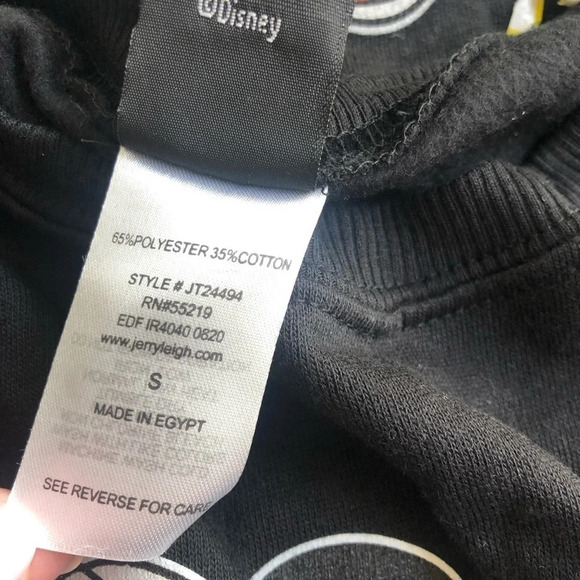 ©Disney
65%POLYESTER 35%COTTON
STYLE # JT24494
RN#55219
EDF IR4040 0820
www.jerryleigh.com
S
MADE IN EGYPT
SEE REVERSE FOR CARE